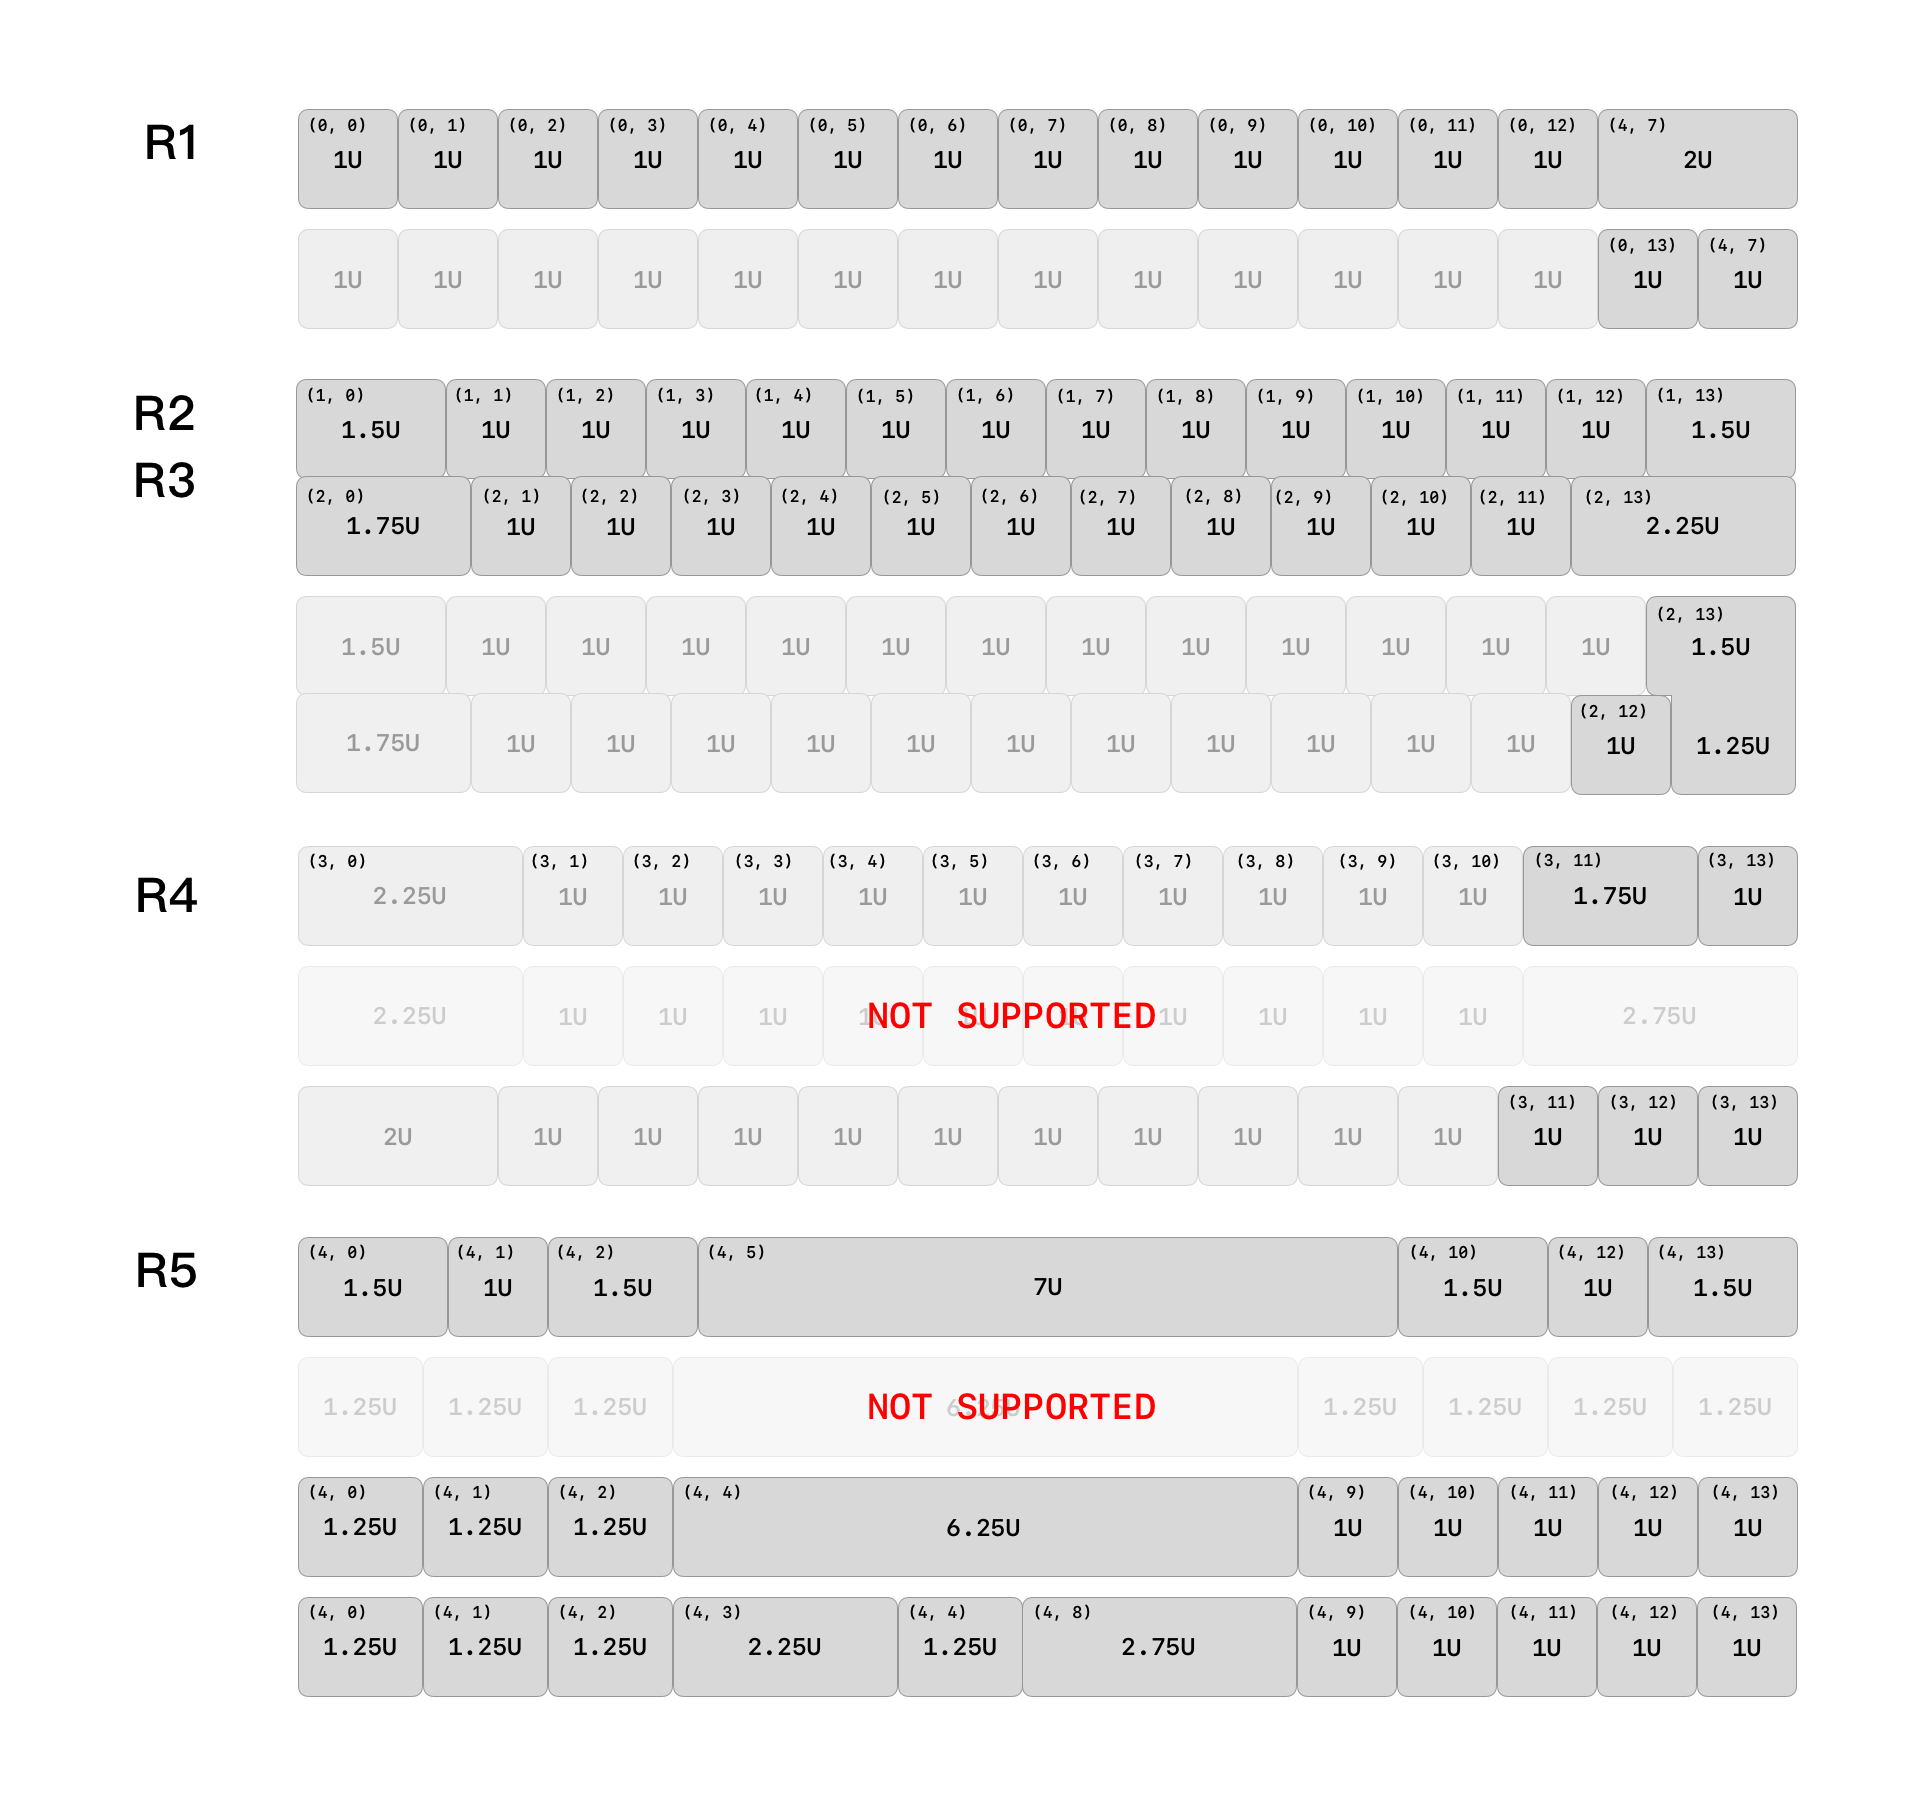 R1
(0, 0) (0, 1) (0, 2) (0, 3) (0, 4) (0, 5) (0, 6) (0, 7) (0, 8) (0, 9) (0, 10) (0, 11) (0, 12) (4, 7)
1U 1U 1U 1U 1U 1U 1U 1U 1U 1U 1U 1U 1U 2U
(0, 13) (4, 7)
1U 1U 1U 1U 1U 1U 1U 1U 1U 1U 1U 1U 1U 1U 1U
R2
(1, 0) (1, 1) (1, 2) (1, 3) (1, 4) (1, 5) (1, 6) (1, 7) (1, 8) (1, 9) (1, 10) (1, 11) (1, 12) (1, 13)
1.5U 1U 1U 1U 1U 1U 1U 1U 1U 1U 1U 1U 1U 1.5U
R3
(2, 0) (2, 1) (2, 2) (2, 3) (2, 4) (2, 5) (2, 6) (2, 7) (2, 8) (2, 9) (2, 10) (2, 11) (2, 13)
1.75U 1U 1U 1U 1U 1U 1U 1U 1U 1U 1U 1U 2.25U
(2, 13)
1.5U 1U 1U 1U 1U 1U 1U 1U 1U 1U 1U 1U 1U 1.5U
(2, 12)
1.75U 1U 1U 1U 1U 1U 1U 1U 1U 1U 1U 1U 1U 1.25U
R4
(3, 0) (3, 1) (3, 2) (3, 3) (3, 4) (3, 5) (3, 6) (3, 7) (3, 8) (3, 9) (3, 10) (3, 11) (3, 13)
2.25U 1U 1U 1U 1U 1U 1U 1U 1U 1U 1U 1.75U 1U
2.25U 1U 1U 1U NOT SUPPORTED 1U 1U 1U 1U 2.75U
(3, 11) (3, 12) (3, 13)
2U 1U 1U 1U 1U 1U 1U 1U 1U 1U 1U 1U 1U 1U
R5
(4, 0) (4, 1) (4, 2) (4, 5) (4, 10) (4, 12) (4, 13)
1.5U 1U 1.5U 7U 1.5U 1U 1.5U
1.25U 1.25U 1.25U NOT SUPPORTED 1.25U 1.25U 1.25U 1.25U
(4, 0) (4, 1) (4, 2) (4, 4) (4, 9) (4, 10) (4, 11) (4, 12) (4, 13)
1.25U 1.25U 1.25U 6.25U 1U 1U 1U 1U 1U
(4, 0) (4, 1) (4, 2) (4, 3) (4, 4) (4, 8) (4, 9) (4, 10) (4, 11) (4, 12) (4, 13)
1.25U 1.25U 1.25U 2.25U 1.25U 2.75U 1U 1U 1U 1U 1U